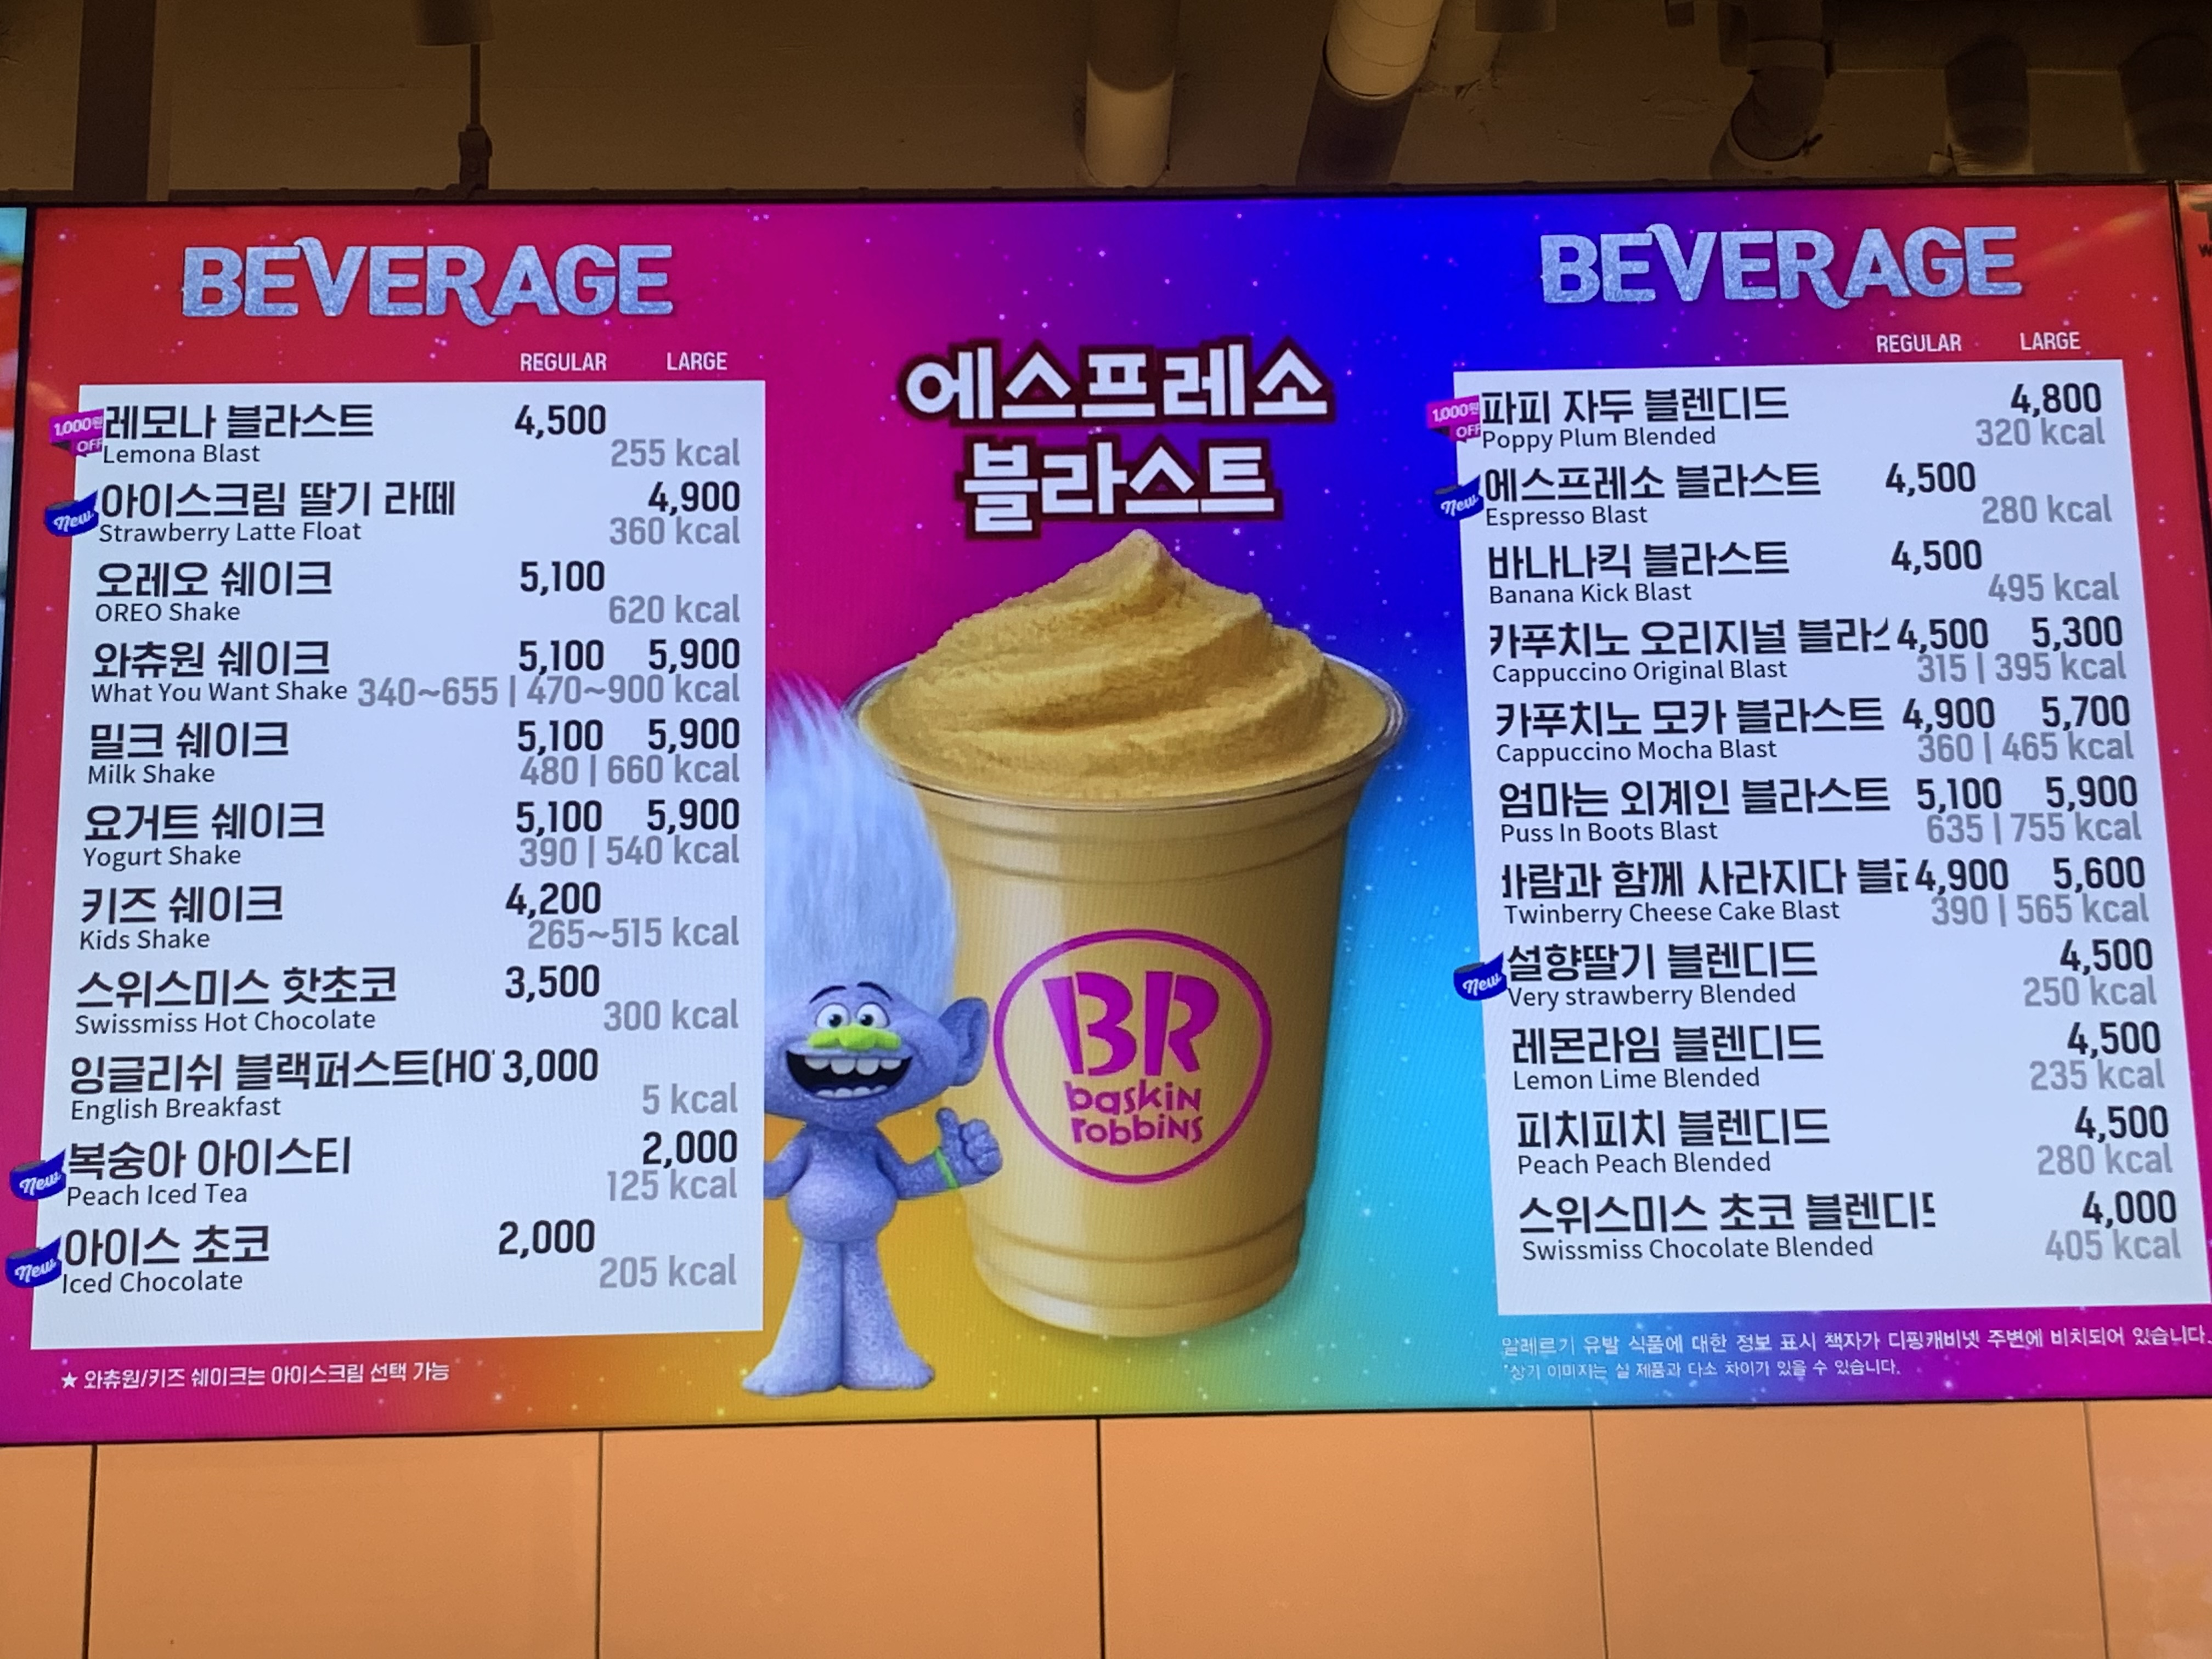 BEVERAGE
REGULAR LARGE
1,000원 OFF
레모나 블라스트 4,500
Lemona Blast 255 kcal
New
아이스크림 딸기 라떼 4,900
Strawberry Latte Float 360 kcal
오레오 쉐이크 5,100
OREO Shake 620 kcal
와츄원 쉐이크 5,100 5,900
What You Want Shake 340~655 | 470~900 kcal
밀크 쉐이크 5,100 5,900
Milk Shake 480 | 660 kcal
요거트 쉐이크 5,100 5,900
Yogurt Shake 390 | 540 kcal
키즈 쉐이크 4,200
Kids Shake 265~515 kcal
스위스미스 핫초코 3,500
Swissmiss Hot Chocolate 300 kcal
잉글리쉬 블랙퍼스트(HO 3,000
English Breakfast 5 kcal
New
복숭아 아이스티 2,000
Peach Iced Tea 125 kcal
New
아이스 초코 2,000
Iced Chocolate 205 kcal
★ 와츄원/키즈 쉐이크는 아이스크림 선택 가능
에스프레소
블라스트
BR
baskin
robbins
BEVERAGE
REGULAR LARGE
1,000원 OFF
파피 자두 블렌디드 4,800
Poppy Plum Blended 320 kcal
New
에스프레소 블라스트 4,500
Espresso Blast 280 kcal
바나나킥 블라스트 4,500
Banana Kick Blast 495 kcal
카푸치노 오리지널 블라 4,500 5,300
Cappuccino Original Blast 315 | 395 kcal
카푸치노 모카 블라스트 4,900 5,700
Cappuccino Mocha Blast 360 | 465 kcal
엄마는 외계인 블라스트 5,100 5,900
Puss In Boots Blast 635 | 755 kcal
람과 함께 사라지다 블 4,900 5,600
Twinberry Cheese Cake Blast 390 | 565 kcal
New
설향딸기 블렌디드 4,500
Very strawberry Blended 250 kcal
레몬라임 블렌디드 4,500
Lemon Lime Blended 235 kcal
피치피치 블렌디드 4,500
Peach Peach Blended 280 kcal
스위스미스 초코 블렌디 4,000
Swissmiss Chocolate Blended 405 kcal
알레르기 유발 식품에 대한 정보 표시 책자가 디핑캐비넷 주변에 비치되어 있습니다.
*상기 이미지는 실 제품과 다소 차이가 있을 수 있습니다.